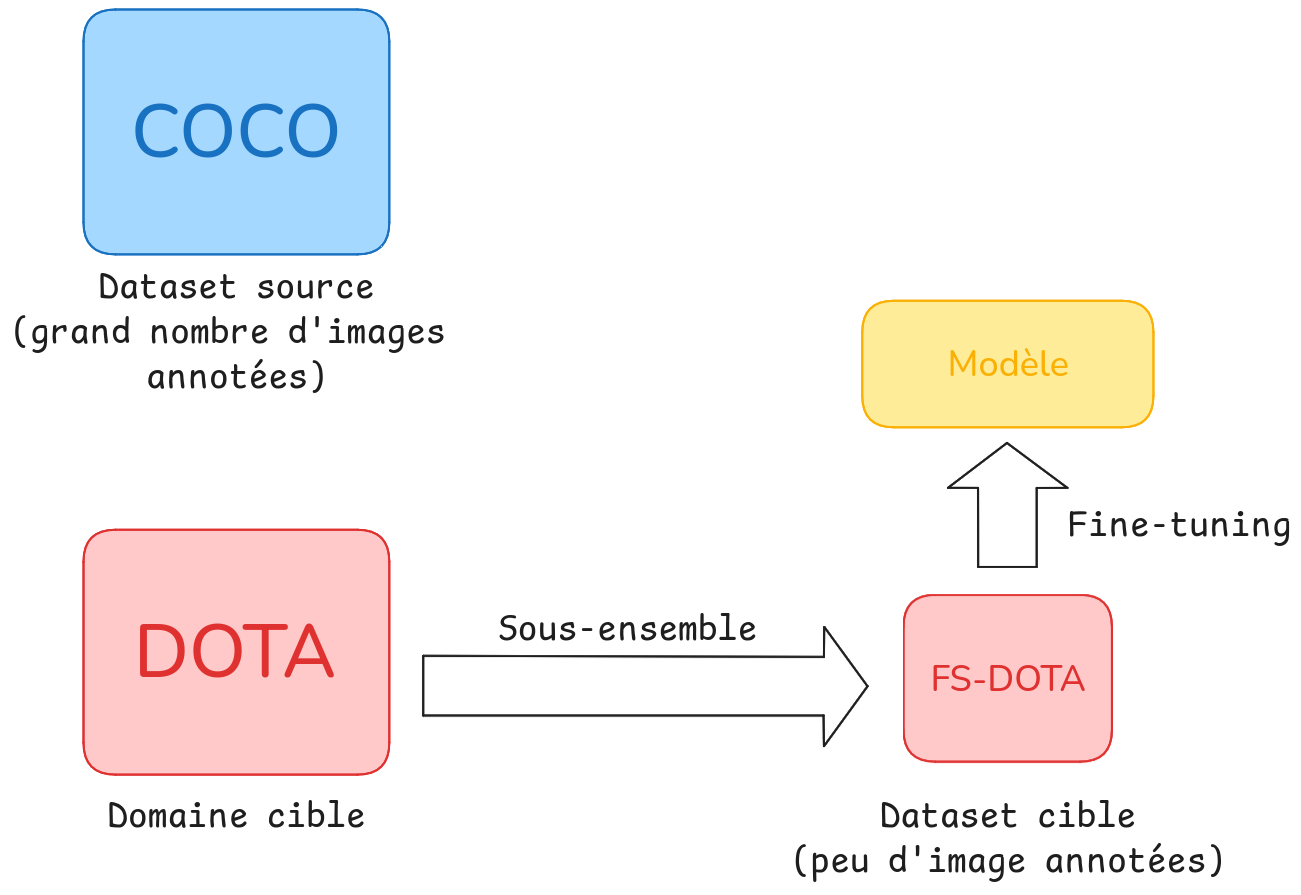 COCO
Dataset source
(grand nombre d'images
annotées)
Modèle
Fine-tuning
DOTA
Sous-ensemble
FS-DOTA
Domaine cible
Dataset cible
(peu d'image annotées)